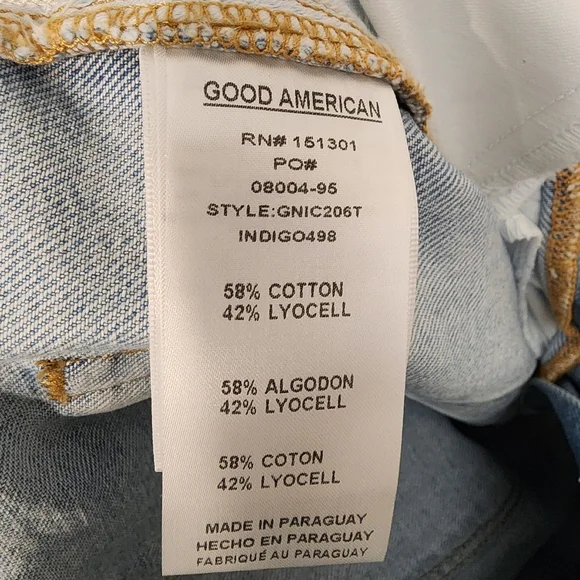 GOOD AMERICAN
RN# 151301
PO#
08004-95
STYLE:GNIC206T
INDIGO498
58% COTTON
42% LYOCELL
58% ALGODON
42% LYOCELL
58% COTON
42% LYOCELL
MADE IN PARAGUAY
HECHO EN PARAGUAY
FABRIQUÉ AU PARAGUAY